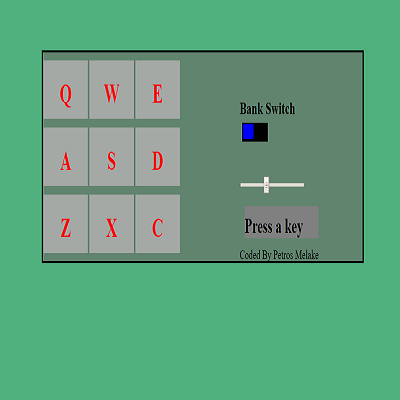 Q W E
A S D
Z X C
Bank Switch
Press a key
Coded By Petros Melake